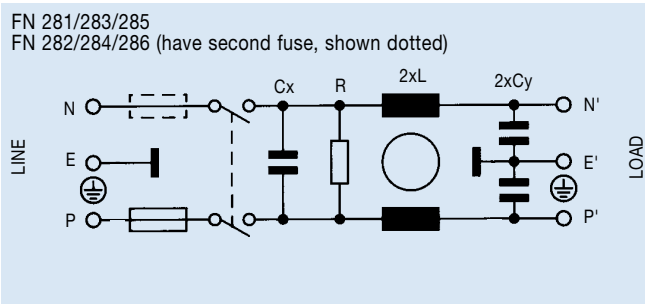 FN 281/283/285
FN 282/284/286 (have second fuse, shown dotted)
Cx R 2xL 2xCy
N N'
LINE E E' LOAD
P P'